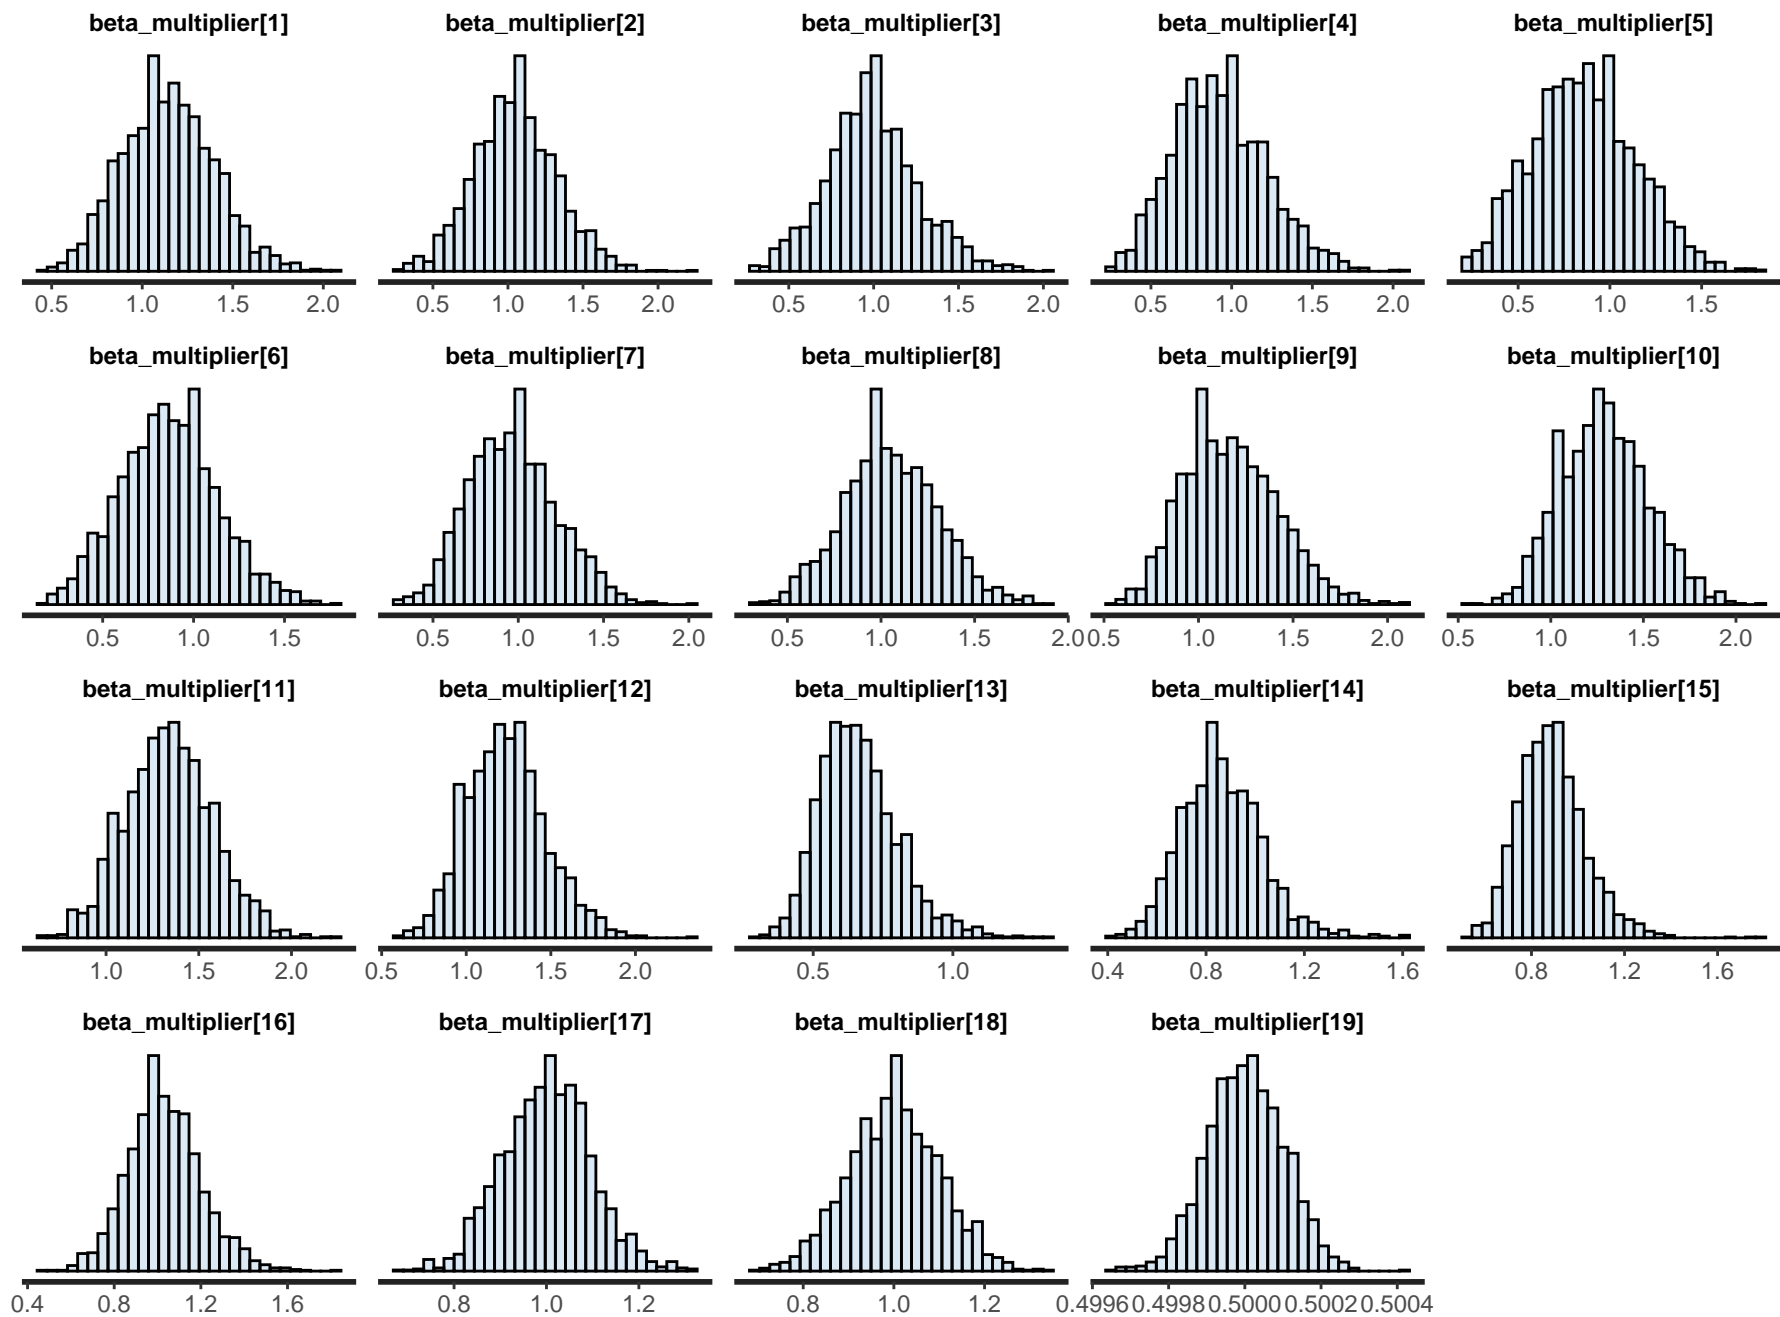 beta_multiplier[1] beta_multiplier[2] beta_multiplier[3] beta_multiplier[4] beta_multiplier[5]
0.5 1.0 1.5 2.0 0.5 1.0 1.5 2.0 0.5 1.0 1.5 2.0 0.5 1.0 1.5 2.0 0.5 1.0 1.5
beta_multiplier[6] beta_multiplier[7] beta_multiplier[8] beta_multiplier[9] beta_multiplier[10]
0.5 1.0 1.5 0.5 1.0 1.5 2.0 0.5 1.0 1.5 2.0 0.5 1.0 1.5 2.0 0.5 1.0 1.5 2.0
beta_multiplier[11] beta_multiplier[12] beta_multiplier[13] beta_multiplier[14] beta_multiplier[15]
1.0 1.5 2.0 0.5 1.0 1.5 2.0 0.5 1.0 0.4 0.8 1.2 1.6 0.8 1.2 1.6
beta_multiplier[16] beta_multiplier[17] beta_multiplier[18] beta_multiplier[19]
0.4 0.8 1.2 1.6 0.8 1.0 1.2 0.8 1.0 1.2 0.4996 0.4998 0.5000 0.5002 0.5004